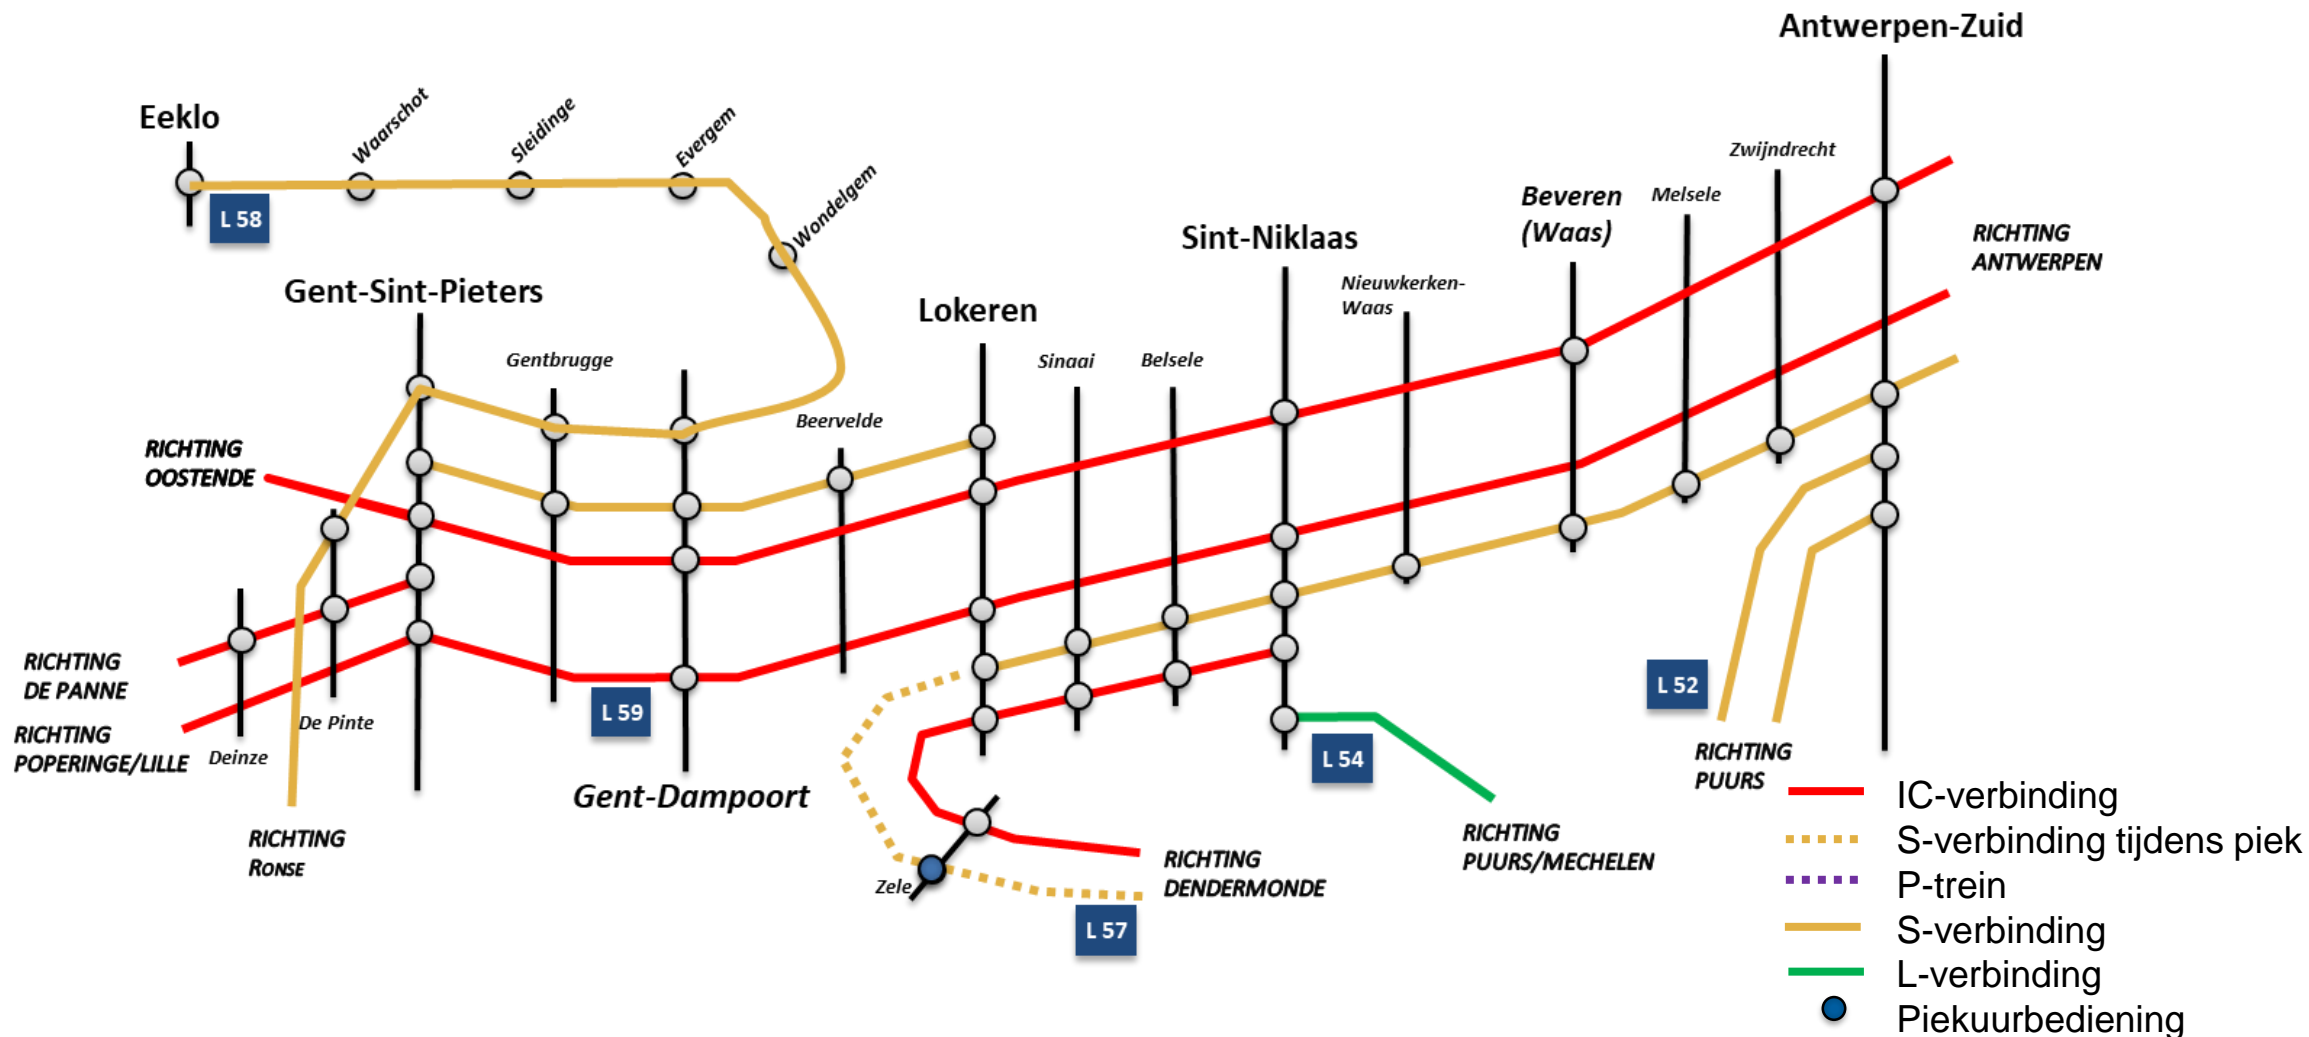 Antwerpen-Zuid
Eeklo
Waarschot
Sleidinge
Evergem
Wondelgem
Zwijndrecht
L 58
Beveren
(Waas)
Melsele
Sint-Niklaas
RICHTING
ANTWERPEN
Gent-Sint-Pieters
Nieuwkerken-
Waas
Lokeren
Gentbrugge
Sinaai
Belsele
Beervelde
RICHTING
OOSTENDE
RICHTING
DE PANNE
RICHTING
POPERINGE/LILLE
Deinze
De Pinte
L 59
L 52
L 54
RICHTING
PUURS
Gent-Dampoort
RICHTING
RONSE
RICHTING
PUURS/MECHELEN
RICHTING
DENDERMONDE
Zele
L 57
IC-verbinding
S-verbinding tijdens piek
P-trein
S-verbinding
L-verbinding
Piekuurbediening